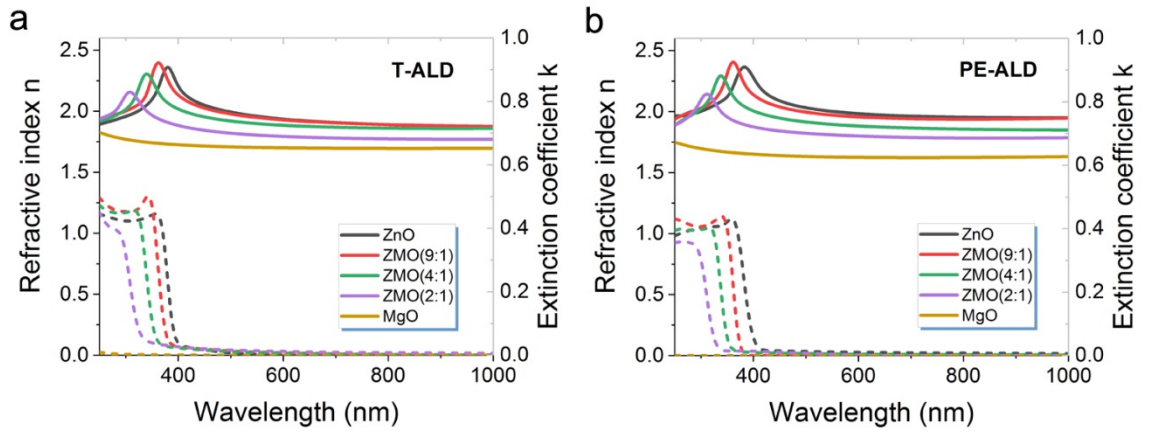 a
b
T-ALD
Refractive index n
2.5
2.0
1.5
1.0
0.5
0.0
1.0
0.8
0.6
0.4
0.2
0.0
Extinction coefficient k
ZnO
ZMO(9:1)
ZMO(4:1)
ZMO(2:1)
MgO
400
600
800
1000
Wavelength (nm)
PE-ALD
Refractive index n
2.5
2.0
1.5
1.0
0.5
0.0
1.0
0.8
0.6
0.4
0.2
0.0
Extinction coefficient k
ZnO
ZMO(9:1)
ZMO(4:1)
ZMO(2:1)
MgO
400
600
800
1000
Wavelength (nm)